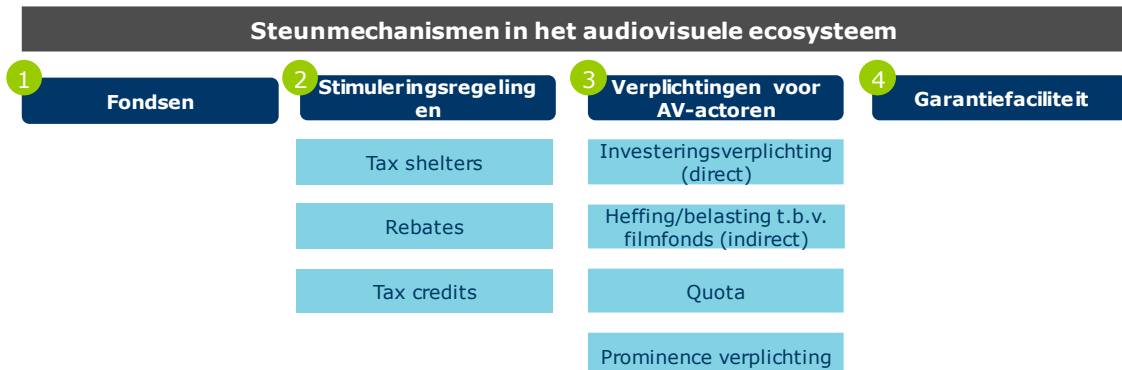 Steunmechanismen in het audiovisuele ecosysteem
1
Fondsen
2
Stimuleringsregeling
en
Tax shelters
Rebates
Tax credits
3
Verplichtingen voor
AV-actoren
Investeringsverplichting
(direct)
Heffing/belasting t.b.v.
filmfonds (indirect)
Quota
Prominence verplichting
4
Garantiefaciliteit